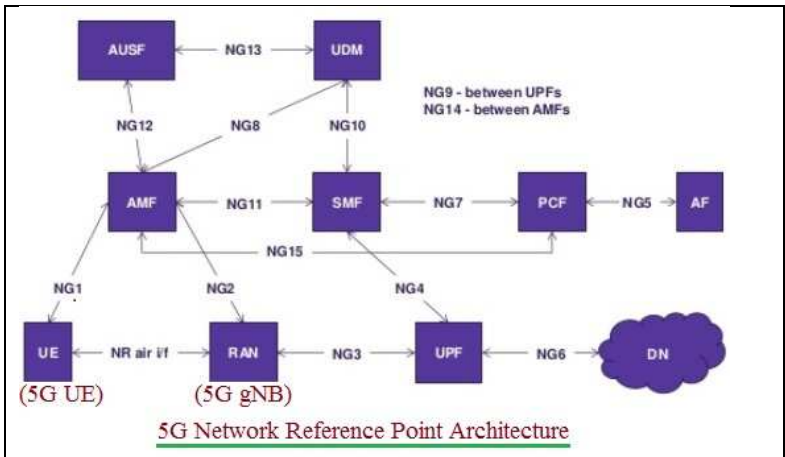 AUSF NG13 UDM
NG9 - between UPFs
NG14 - between AMFs
NG12 NG8 NG10
AMF NG11 SMF NG7 PCF NG5 AF
NG15
NG1 NG2 NG4
UE NR air i/f RAN NG3 UPF NG6 DN
(5G UE) (5G gNB)
5G Network Reference Point Architecture